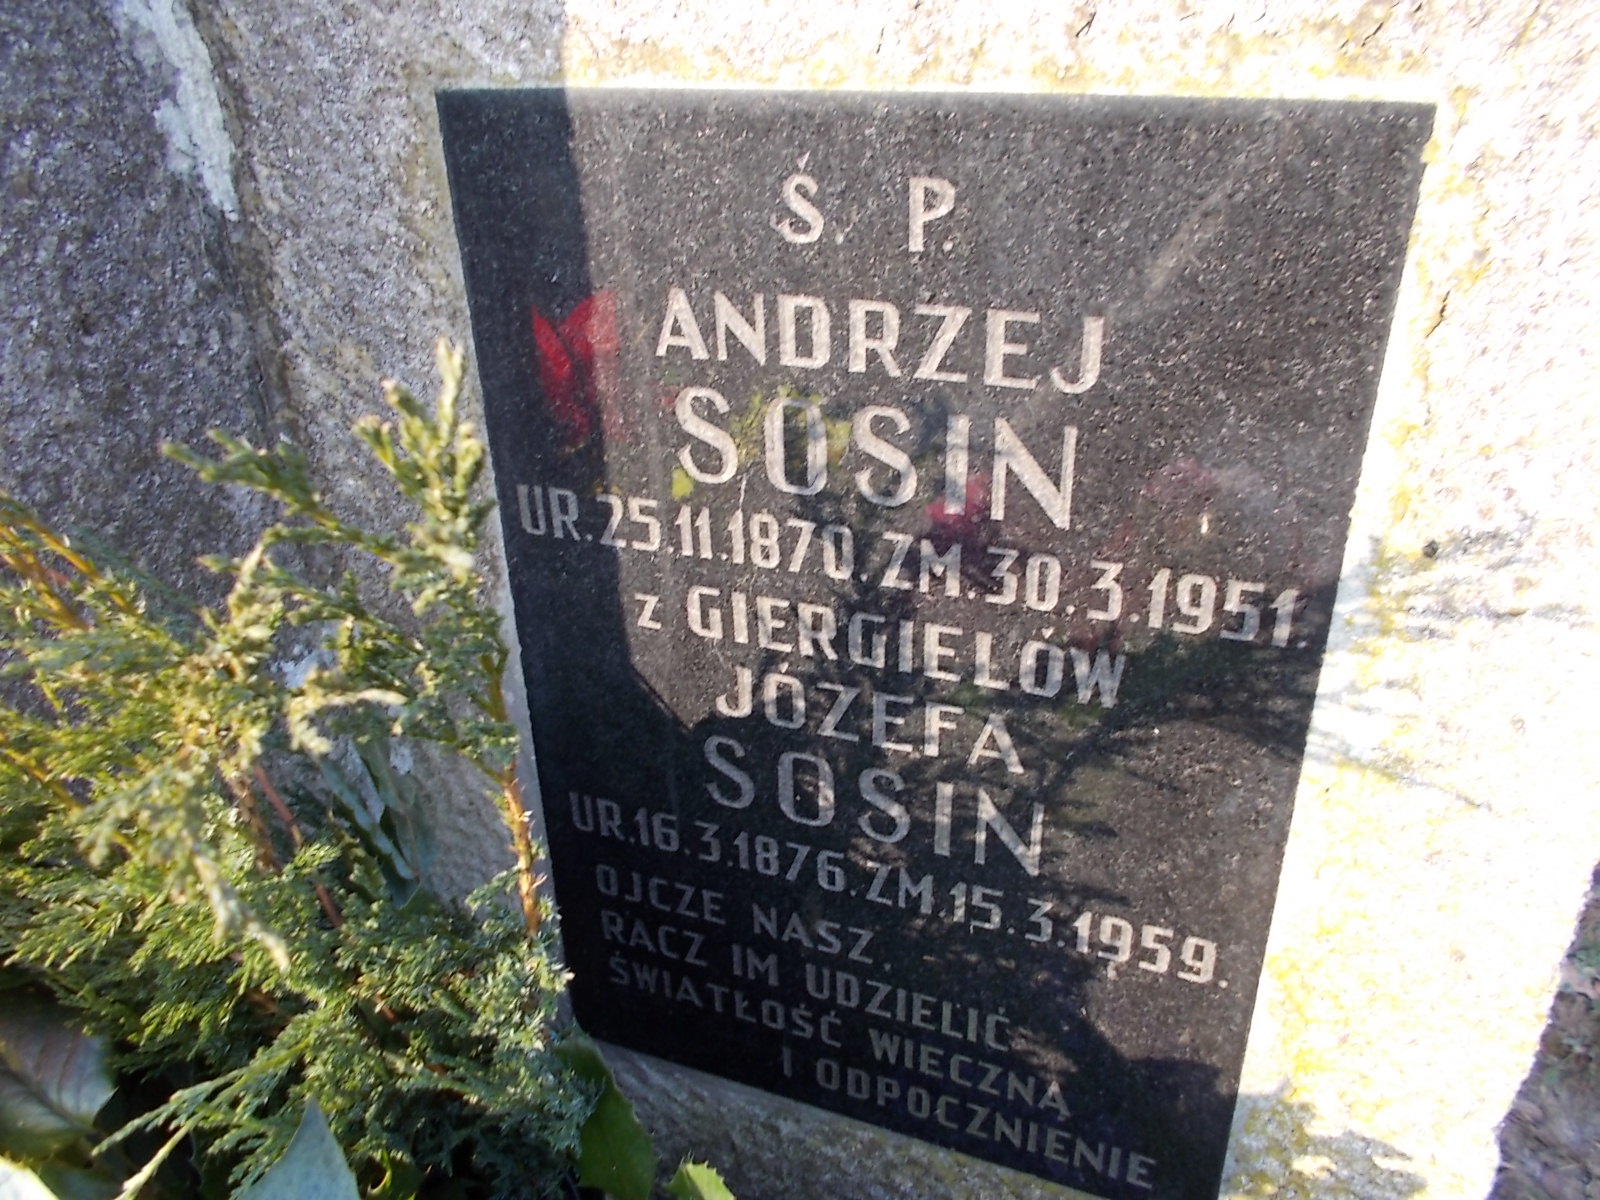 Ś. P.
ANDRZEJ
SOSIN
UR. 25.11.1870. ZM. 30.3.1951.
z GIERGIELÓW
JÓZEFA
SOSIN
UR. 16.3.1876. ZM. 15.3.1959.
OJCZE NASZ.
RACZ IM UDZIELIĆ
ŚWIATŁOŚĆ WIECZNĄ
I ODPOCZNIENIE